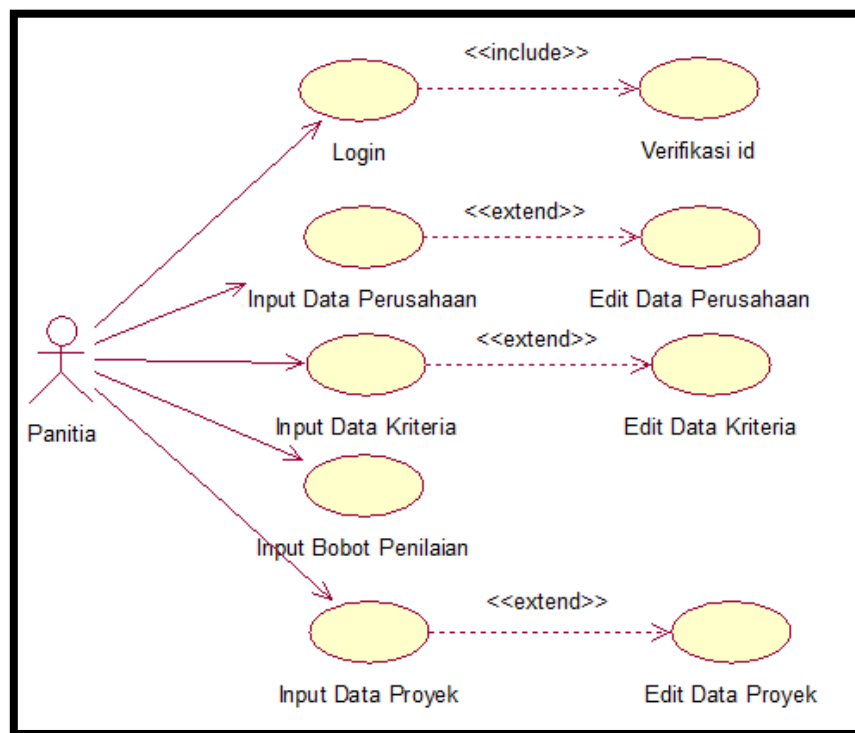 <<include>>
Login
Verifikasi id
<<extend>>
Input Data Perusahaan
Edit Data Perusahaan
<<extend>>
Panitia
Input Data Kriteria
Edit Data Kriteria
Input Bobot Penilaian
<<extend>>
Input Data Proyek
Edit Data Proyek